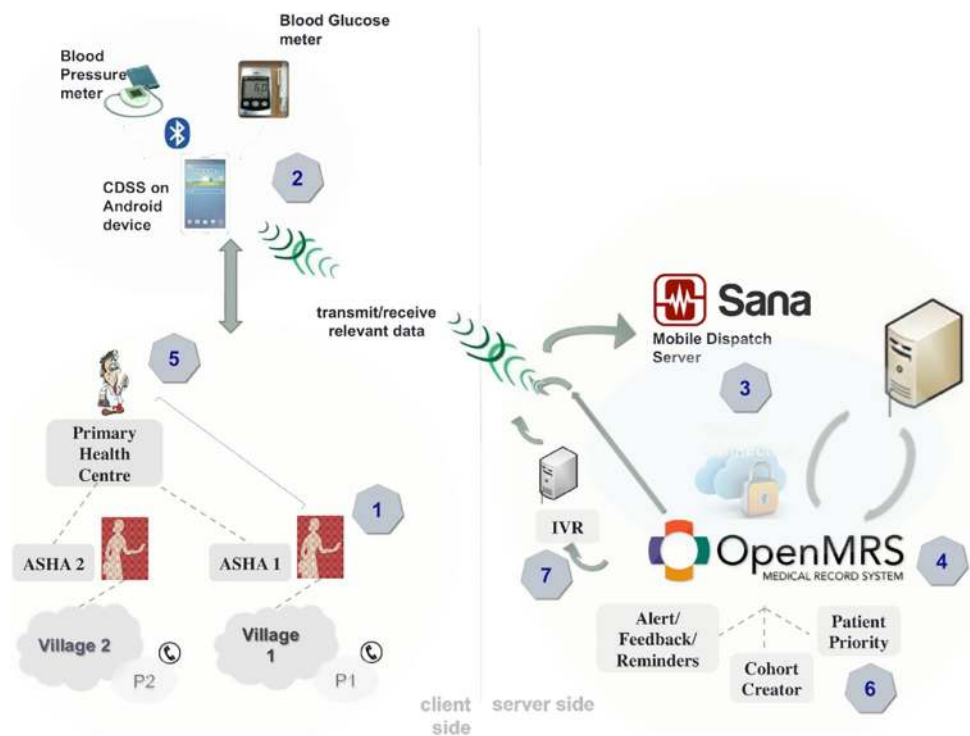 Blood Glucose
meter
Blood
Pressure
meter
6.0
CDSS on
Android
device
2
transmit/receive
relevant data
Sana
Mobile Dispatch
Server
3
5
Primary
Health
Centre
1
ASHA 2
ASHA 1
Village 2
Village
1
P2
P1
client
side
server side
IVR
7
OpenMRS
MEDICAL RECORD SYSTEM
4
Alert/
Feedback/
Reminders
Cohort
Creator
Patient
Priority
6